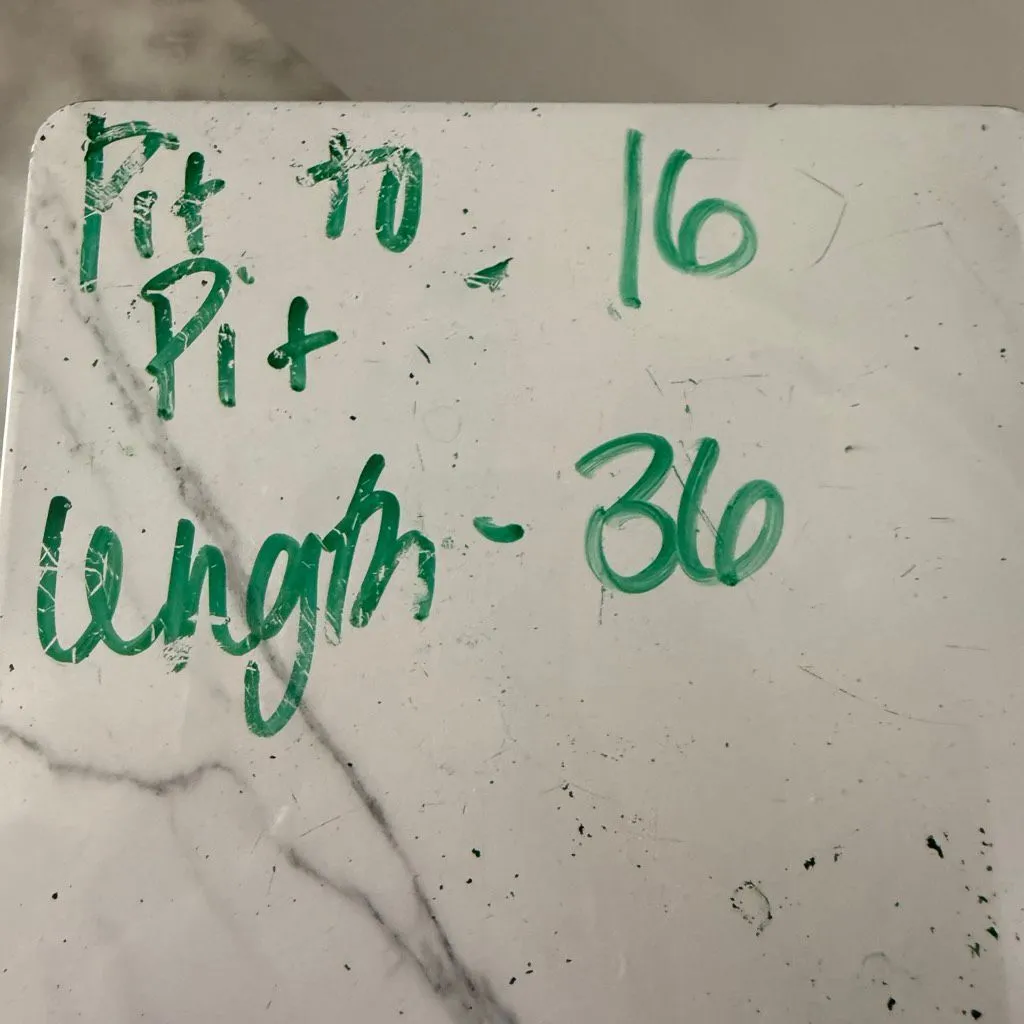 Pit to - 16
Pit
length - 36